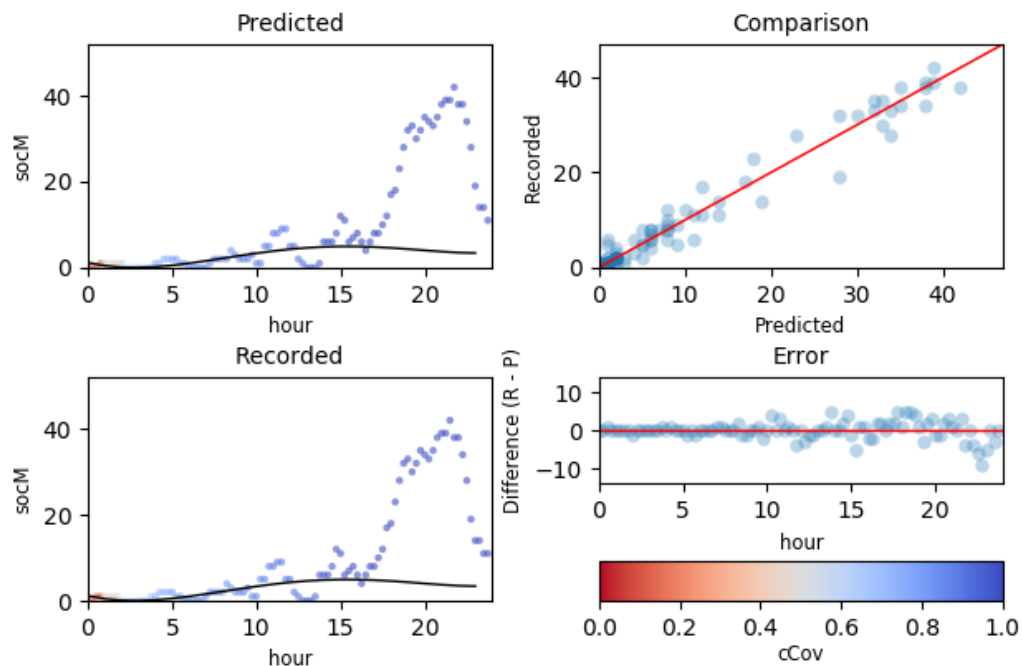 Predicted
socM
40
20
0
0 5 10 15 20
hour
Comparison
Recorded
40
20
0
0 10 20 30 40
Predicted
Recorded
socM
40
20
0
0 5 10 15 20
hour
Error
Difference (R - P)
10
0
−10
0 5 10 15 20
hour
0.0 0.2 0.4 0.6 0.8 1.0
cCov